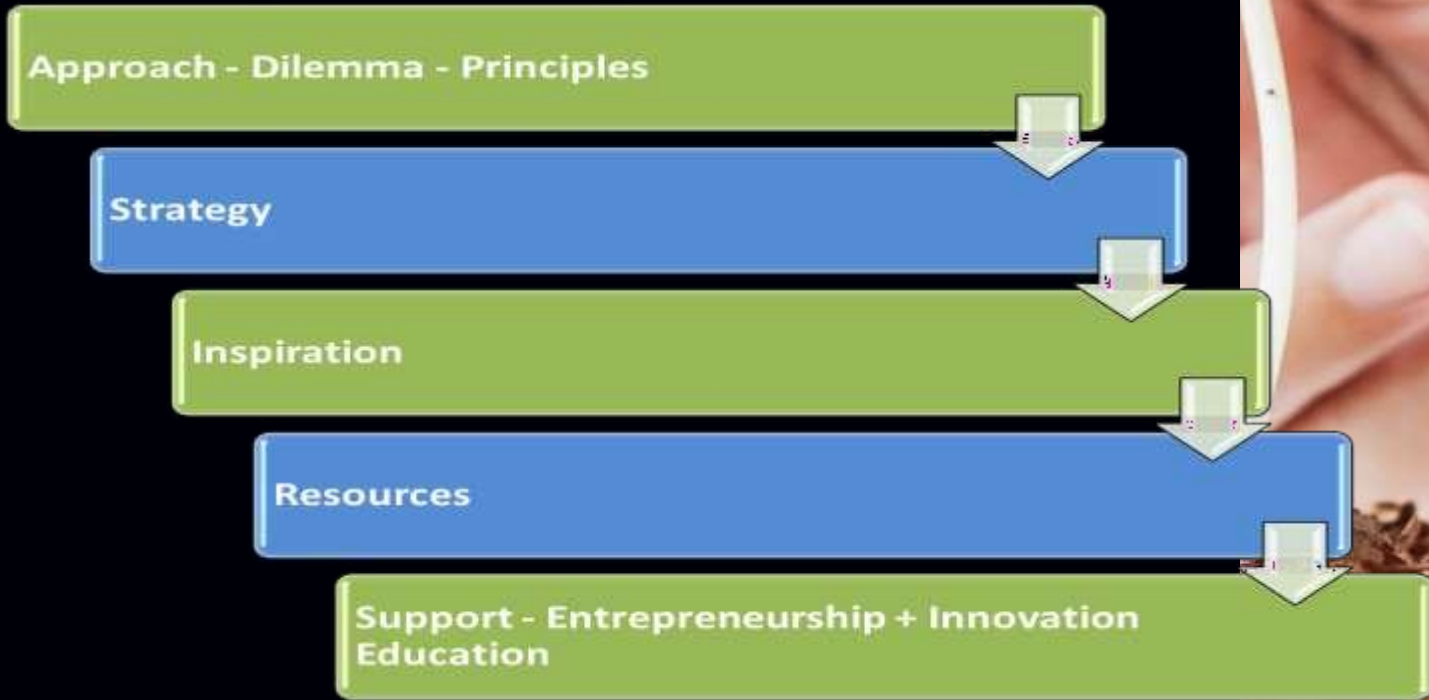 Approach - Dilemma - Principles
Strategy
Inspiration
Resources
Support - Entrepreneurship + Innovation
Education